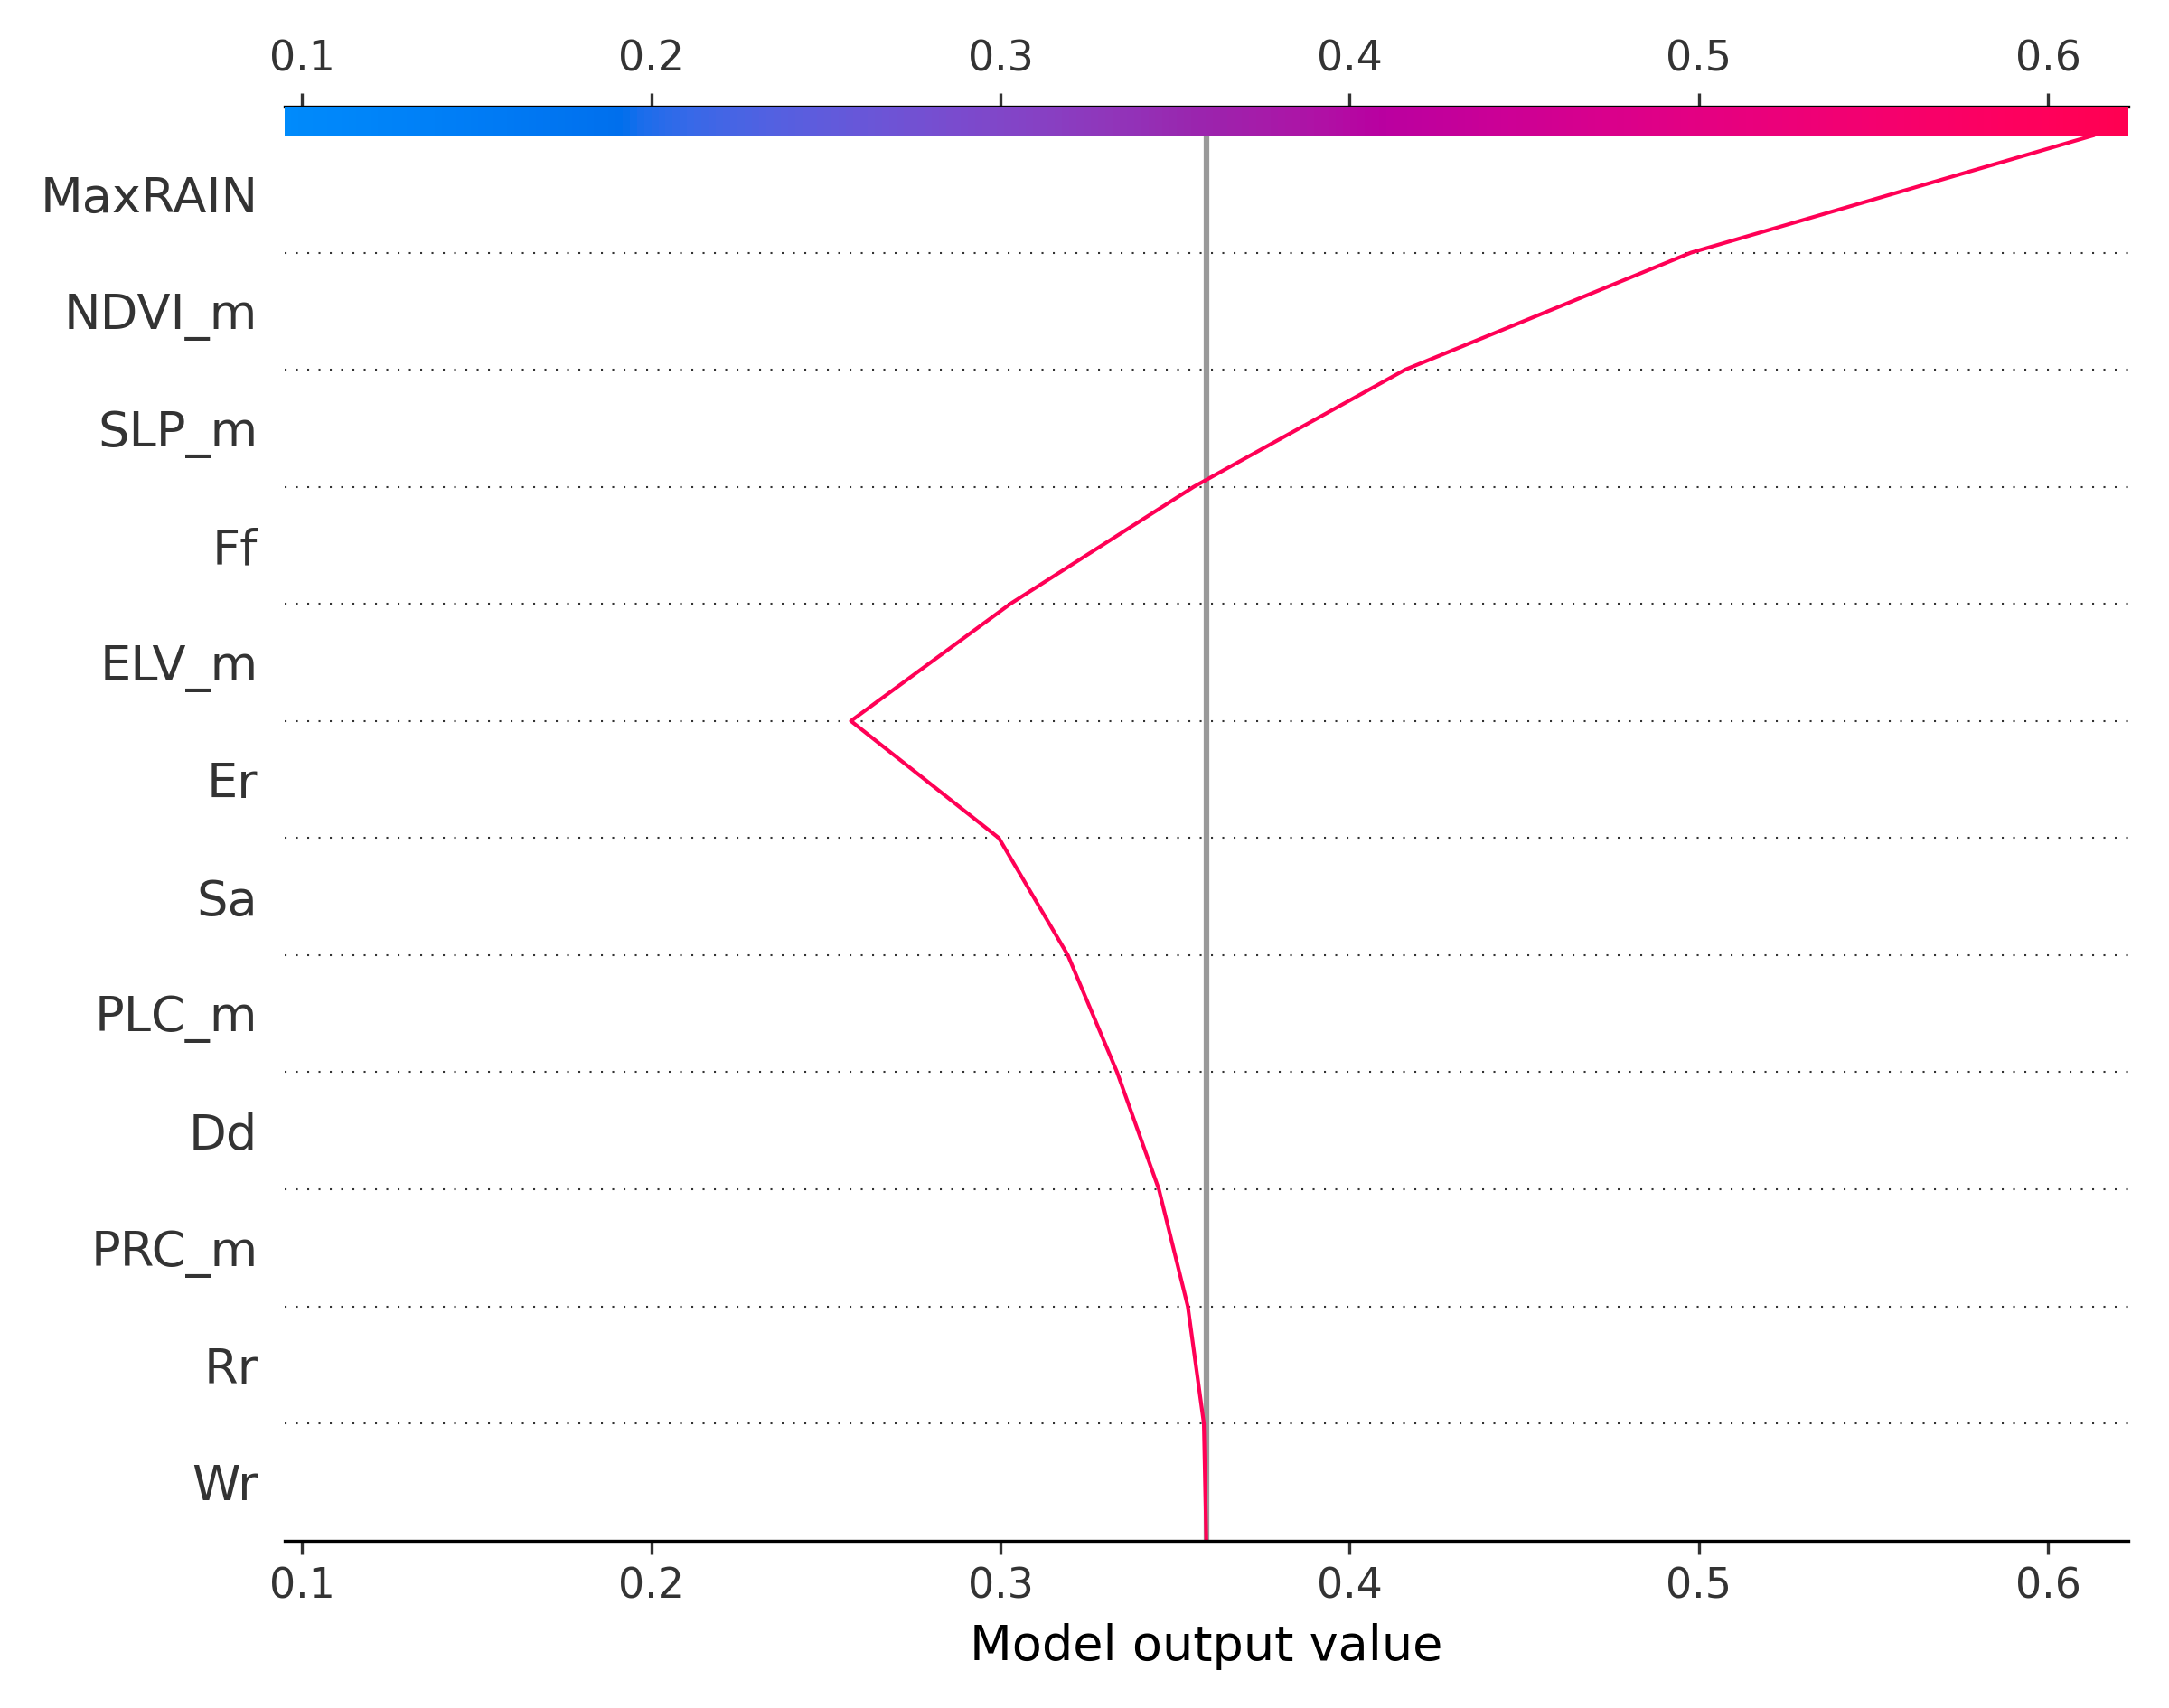 0.1 0.2 0.3 0.4 0.5 0.6
MaxRAIN
NDVI_m
SLP_m
Ff
ELV_m
Er
Sa
PLC_m
Dd
PRC_m
Rr
Wr
0.1 0.2 0.3 0.4 0.5 0.6
Model output value